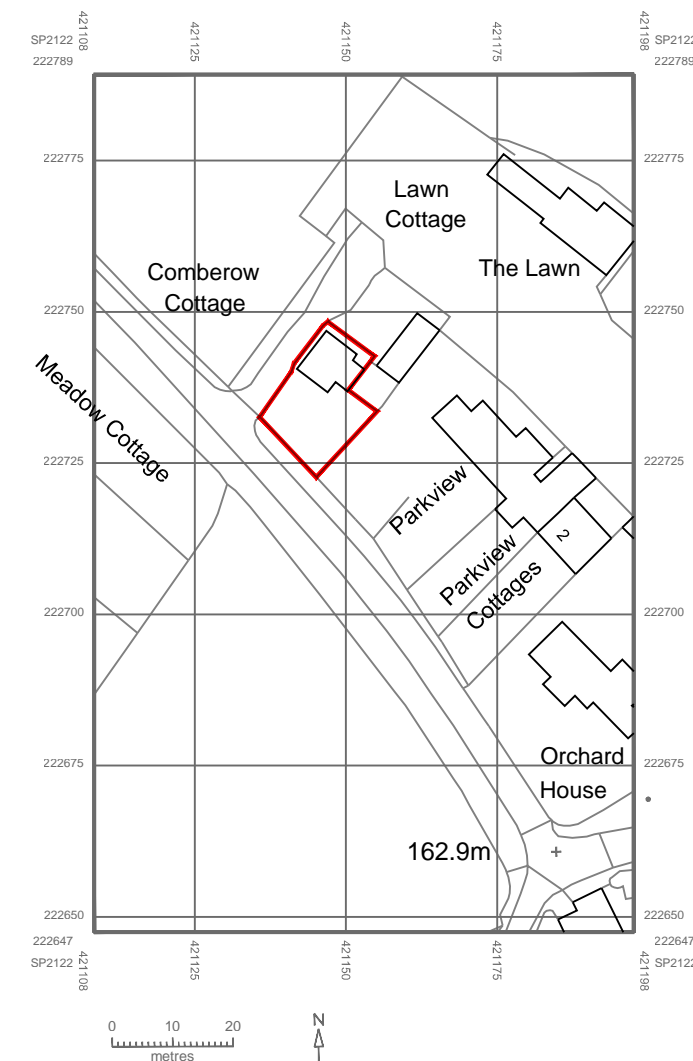 421108
421125
421150
421175
421198
SP2122
222789
SP2122
222789
222775
222775
Lawn
Cottage
The Lawn
Comberow
Cottage
222750
222750
Meadow Cottage
222725
222725
Parkview
2
Parkview
Cottages
222700
222700
222675
222675
Orchard
House
162.9m
222650
222650
222647
SP2122
222647
SP2122
421108
421125
421150
421175
421198
0 10 20
metres
N